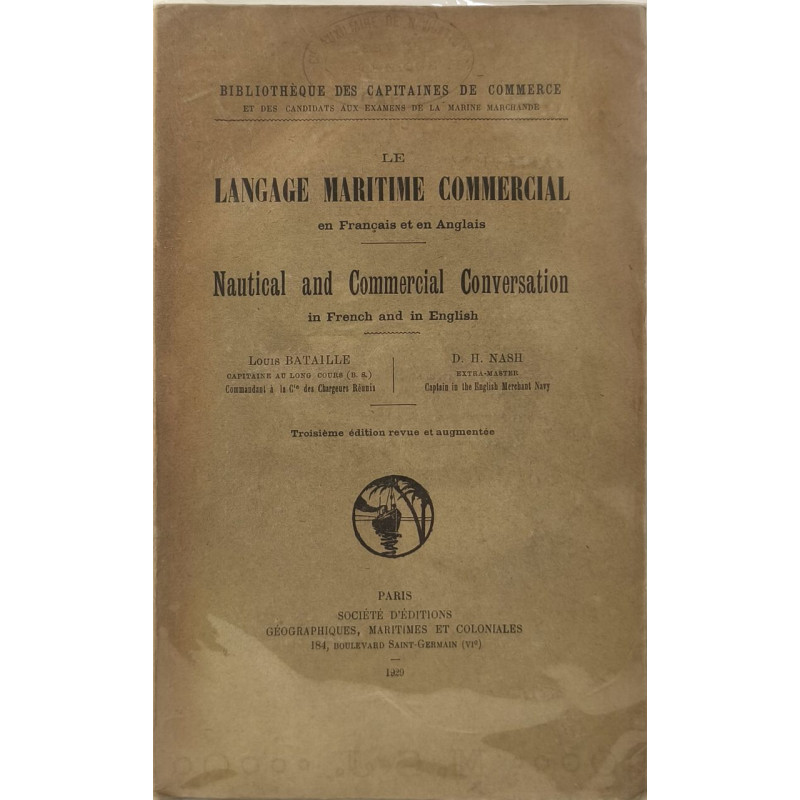 BIBLIOTHÈQUE DES CAPITAINES DE COMMERCE
ET DES CANDIDATS AUX EXAMENS DE LA MARINE MARCHANDE
LE
LANGAGE MARITIME COMMERCIAL
en Français et en Anglais
Nautical and Commercial Conversation
in French and in English
Louis BATAILLE
CAPITAINE AU LONG COURS (B. S.)
Commandant à la Cie des Chargeurs Réunis
D. H. NASH
EXTRA-MASTER
Captain in the English Merchant Navy
Troisième édition revue et augmentée
PARIS
SOCIÉTÉ D'ÉDITIONS
GÉOGRAPHIQUES, MARITIMES ET COLONIALES
184, BOULEVARD SAINT-GERMAIN (VIe)
1929